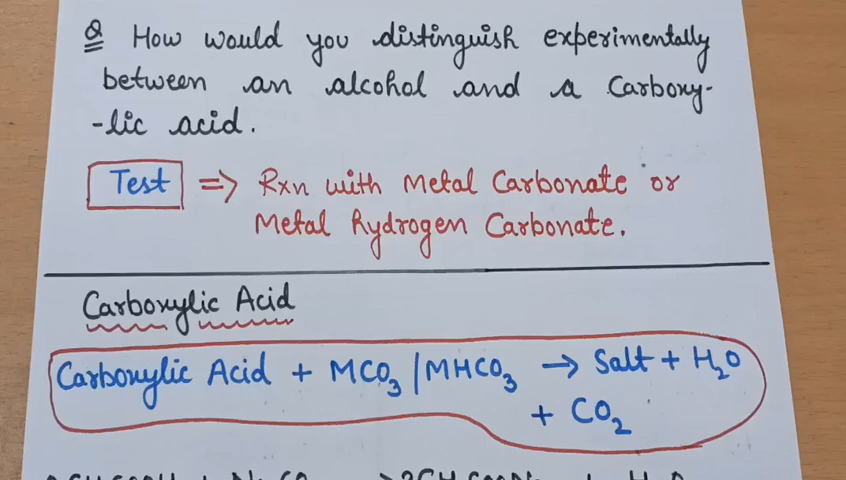 Q How would you distinguish experimentally
between an alcohol and a Carboxy-
-lic acid.
Test => Rxn with Metal Carbonate or
Metal hydrogen Carbonate.
Carboxylic Acid
Carboxylic Acid + MCO₃ | MHCO₃ → Salt + H₂O
+ CO₂